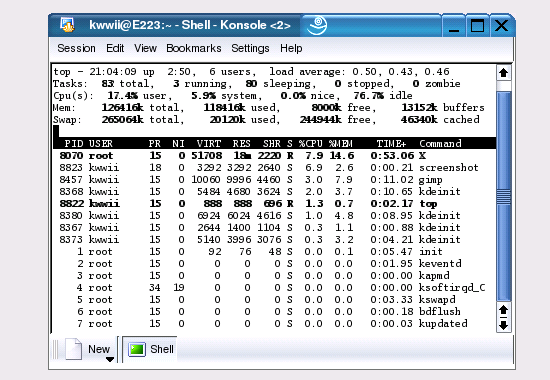 kwwii@E223:~ - Shell - Konsole <2>
Session Edit View Bookmarks Settings Help
top - 21:04:09 up 2:50, 6 users, load average: 0.50, 0.43, 0.46
Tasks: 83 total, 3 running, 80 sleeping, 0 stopped, 0 zombie
Cpu(s): 17.4% user, 5.9% system, 0.0% nice, 76.7% idle
Mem: 126416k total, 118416k used, 8000k free, 13152k buffers
Swap: 265064k total, 20120k used, 244944k free, 46340k cached
PID USER PR NI VIRT RES SHR S %CPU %MEM TIME+ Command
8070 root 15 0 51708 18m 2220 R 7.9 14.6 0:53.06 X
8823 kwwii 18 0 3292 3292 2640 S 6.9 2.6 0:00.21 screenshot
8457 kwwii 15 0 10060 9996 4460 S 3.0 7.9 0:11.02 gimp
8368 kwwii 15 0 5484 4680 3624 S 2.0 3.7 0:10.65 kdeinit
8822 kwwii 15 0 888 888 696 R 1.3 0.7 0:02.17 top
8380 kwwii 15 0 6924 6024 4616 S 1.0 4.8 0:08.95 kdeinit
8367 kwwii 15 0 2644 1400 1104 S 0.3 1.1 0:00.88 kdeinit
8373 kwwii 15 0 5140 3996 3076 S 0.3 3.2 0:04.21 kdeinit
1 root 15 0 92 76 48 S 0.0 0.1 0:05.47 init
2 root 15 0 0 0 0 S 0.0 0.0 0:01.95 keventd
3 root 15 0 0 0 0 S 0.0 0.0 0:00.00 kapmd
4 root 34 19 0 0 0 S 0.0 0.0 0:00.00 ksoftirqd_C
5 root 15 0 0 0 0 S 0.0 0.0 0:03.33 kswapd
6 root 15 0 0 0 0 S 0.0 0.0 0:00.18 bdflush
7 root 15 0 0 0 0 S 0.0 0.0 0:00.03 kupdated
New Shell